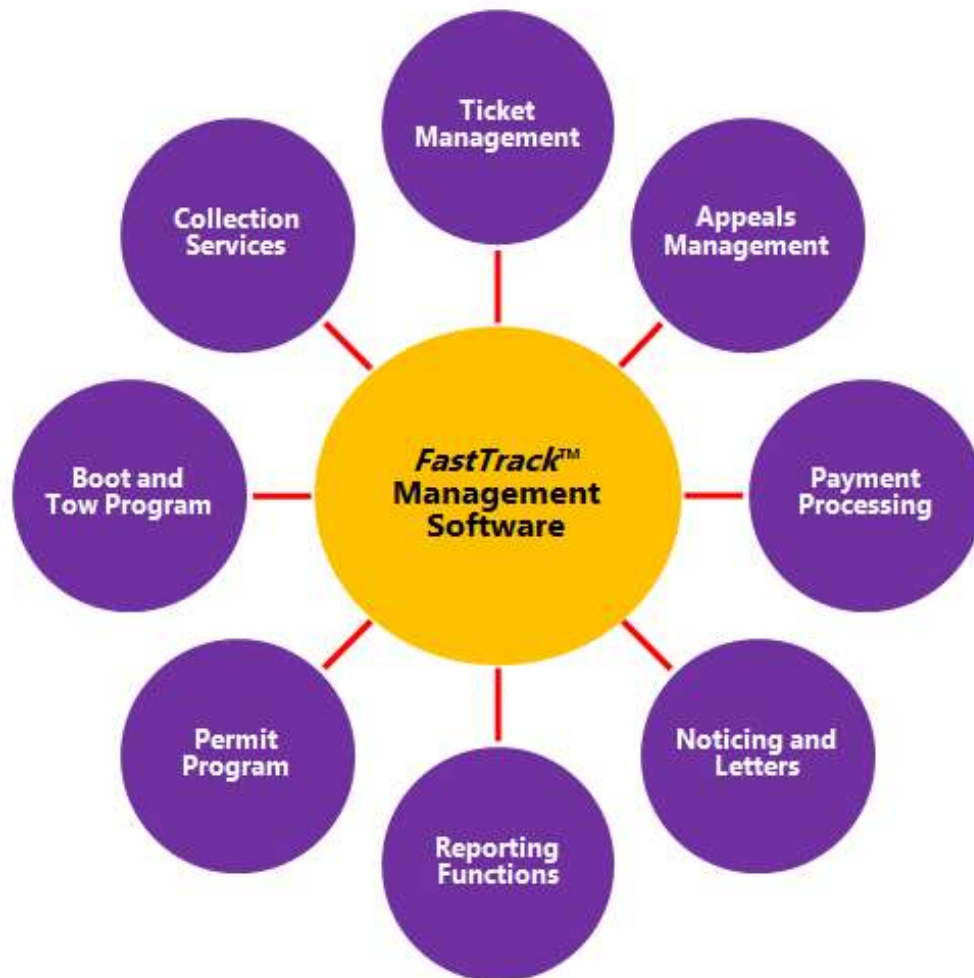 Ticket
Management
Appeals
Management
Payment
Processing
Noticing and
Letters
Reporting
Functions
Permit
Program
Boot and
Tow Program
Collection
Services
FastTrack™
Management
Software